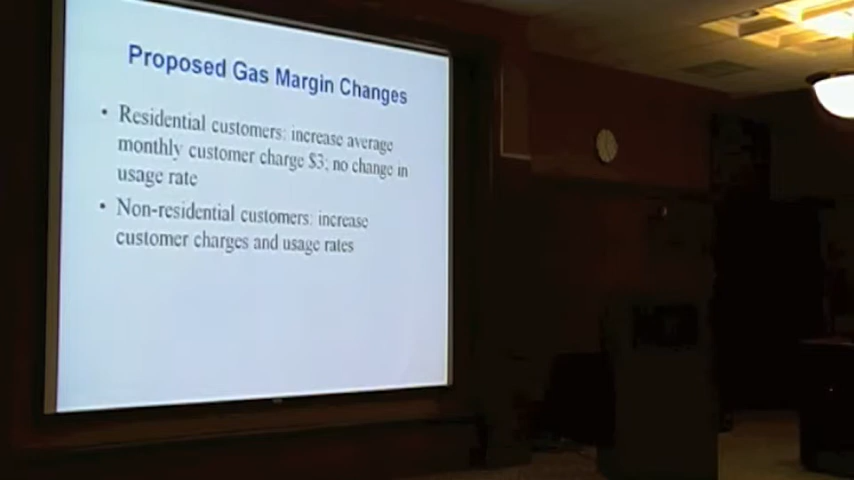 Proposed Gas Margin Changes
• Residential customers: increase average
monthly customer charge $3; no change in
usage rate
• Non-residential customers: increase
customer charges and usage rates